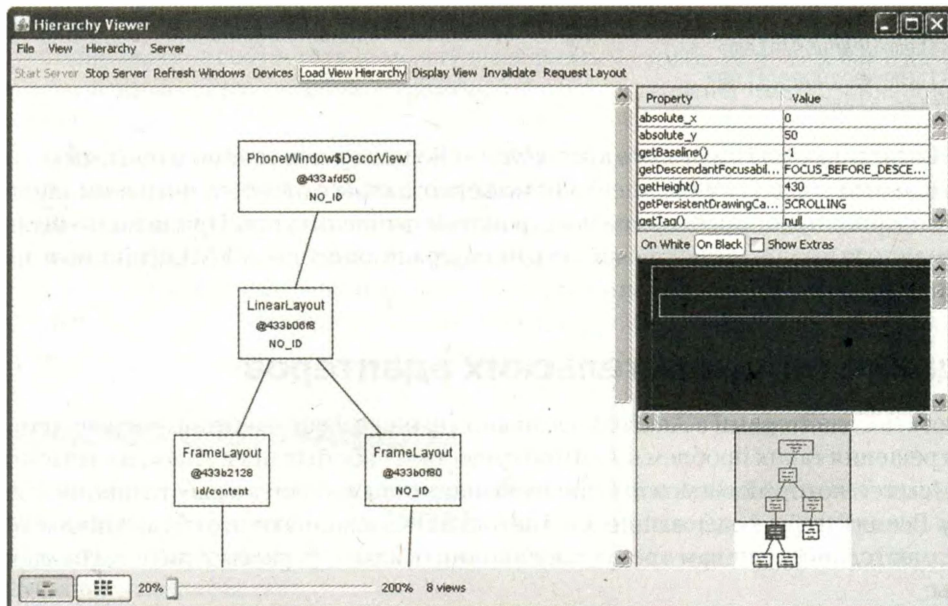 Hierarchy Viewer
File View Hierarchy Server
Start Server Stop Server Refresh Windows Devices Load View Hierarchy Display View Invalidate Request Layout
PhoneWindow$DecorView
@433afd50
NO_ID
LinearLayout
@433b06f8
NO_ID
FrameLayout
@433b2128
id/content
FrameLayout
@433b0f80
NO_ID
Property Value
absolute_x 0
absolute_y 50
getBaseline() -1
getDescendantFocusabl... FOCUS_BEFORE_DESCE...
getHeight() 430
getPersistentDrawingCa... SCROLLING
getTag() null
On White On Black Show Extras
20% 200% 8 views